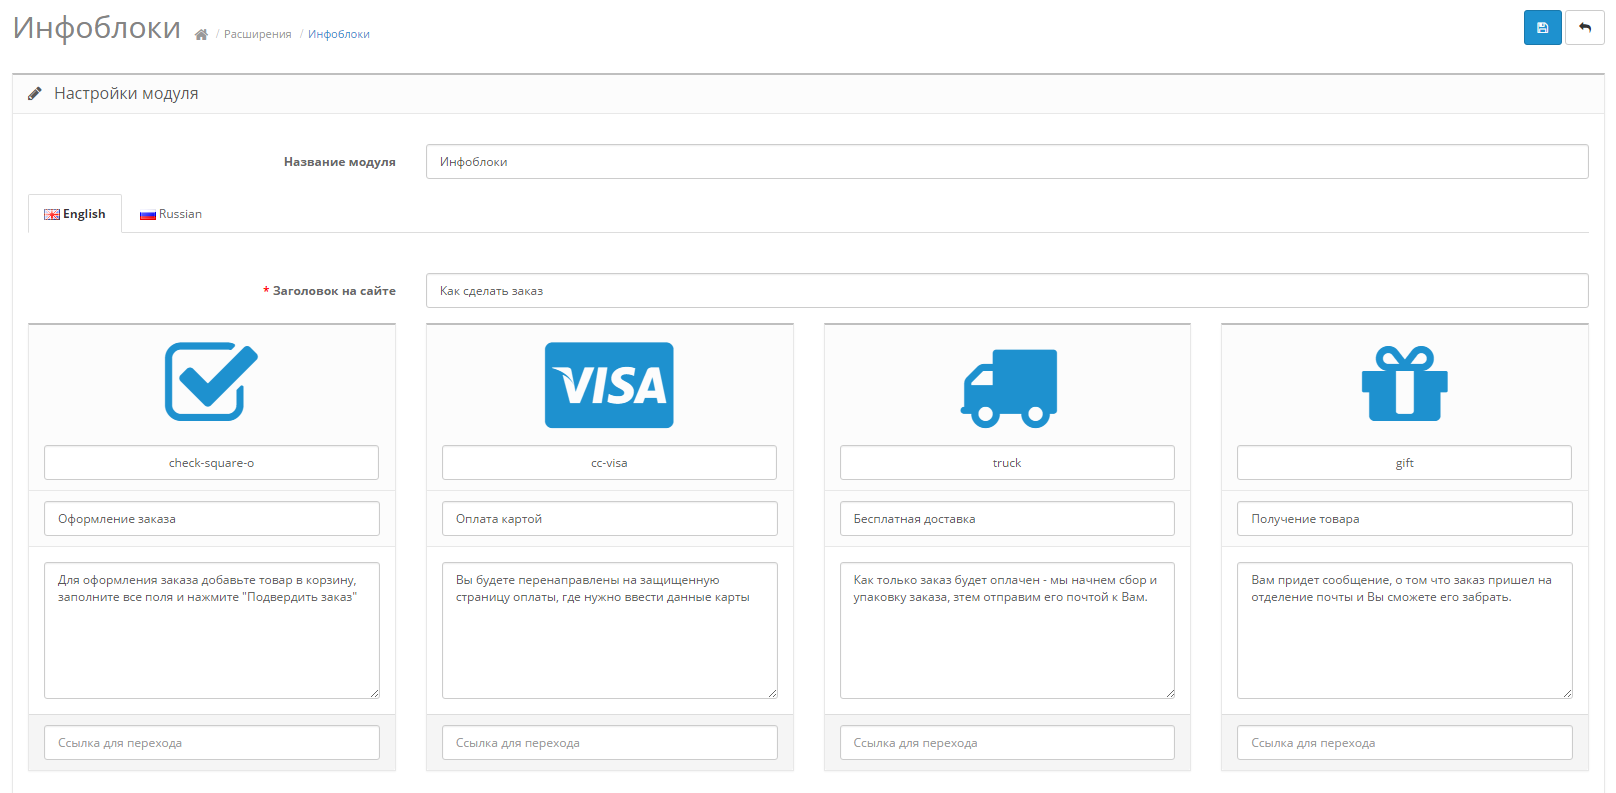 Инфоблоки
/ Расширения / Инфоблоки
Настройки модуля
Название модуля
Инфоблоки
English
Russian
* Заголовок на сайте
Как сделать заказ
VISA
check-square-o
cc-visa
truck
gift
Оформление заказа
Оплата картой
Бесплатная доставка
Получение товара
Для оформления заказа добавьте товар в корзину,
заполните все поля и нажмите "Подвердить заказ"
Вы будете перенаправлены на защищенную
страницу оплаты, где нужно ввести данные карты
Как только заказ будет оплачен - мы начнем сбор и
упаковку заказа, зтем отправим его почтой к Вам.
Вам придет сообщение, о том что заказ пришел на
отделение почты и Вы сможете его забрать.
Ссылка для перехода
Ссылка для перехода
Ссылка для перехода
Ссылка для перехода